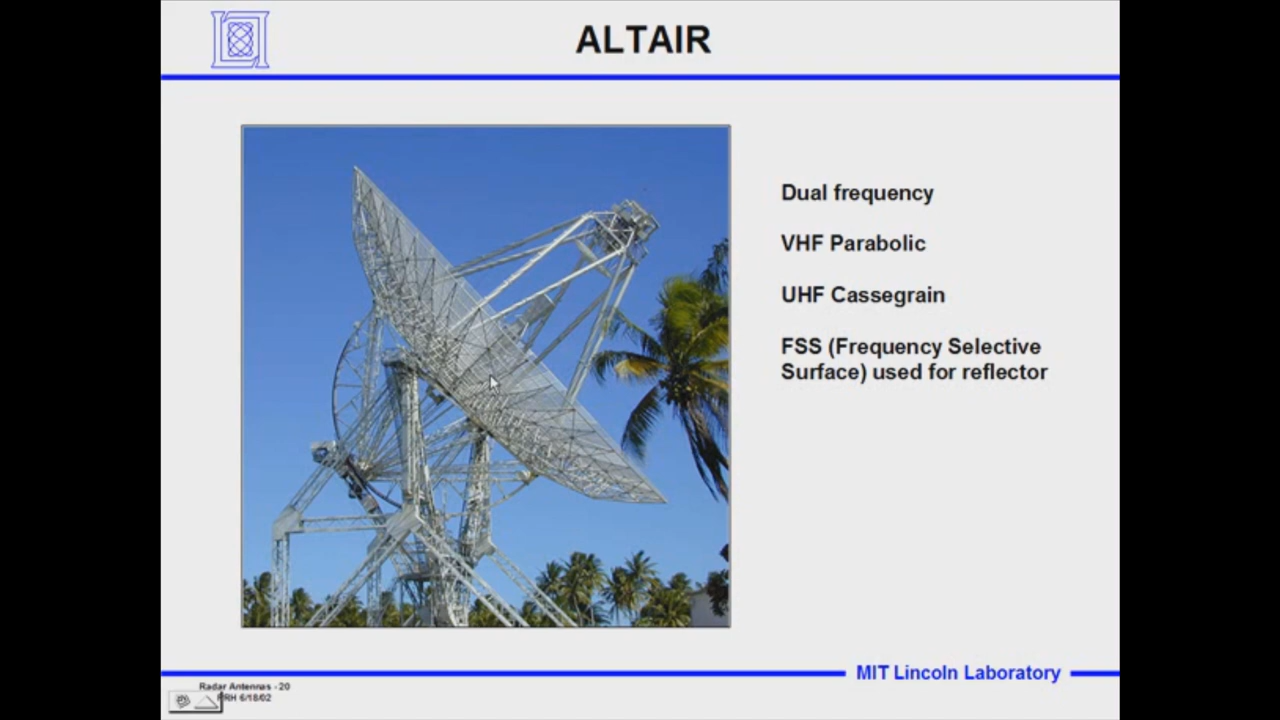 ALTAIR
Dual frequency
VHF Parabolic
UHF Cassegrain
FSS (Frequency Selective
Surface) used for reflector
MIT Lincoln Laboratory
Radar Antennas - 20
PRH 6/18/02